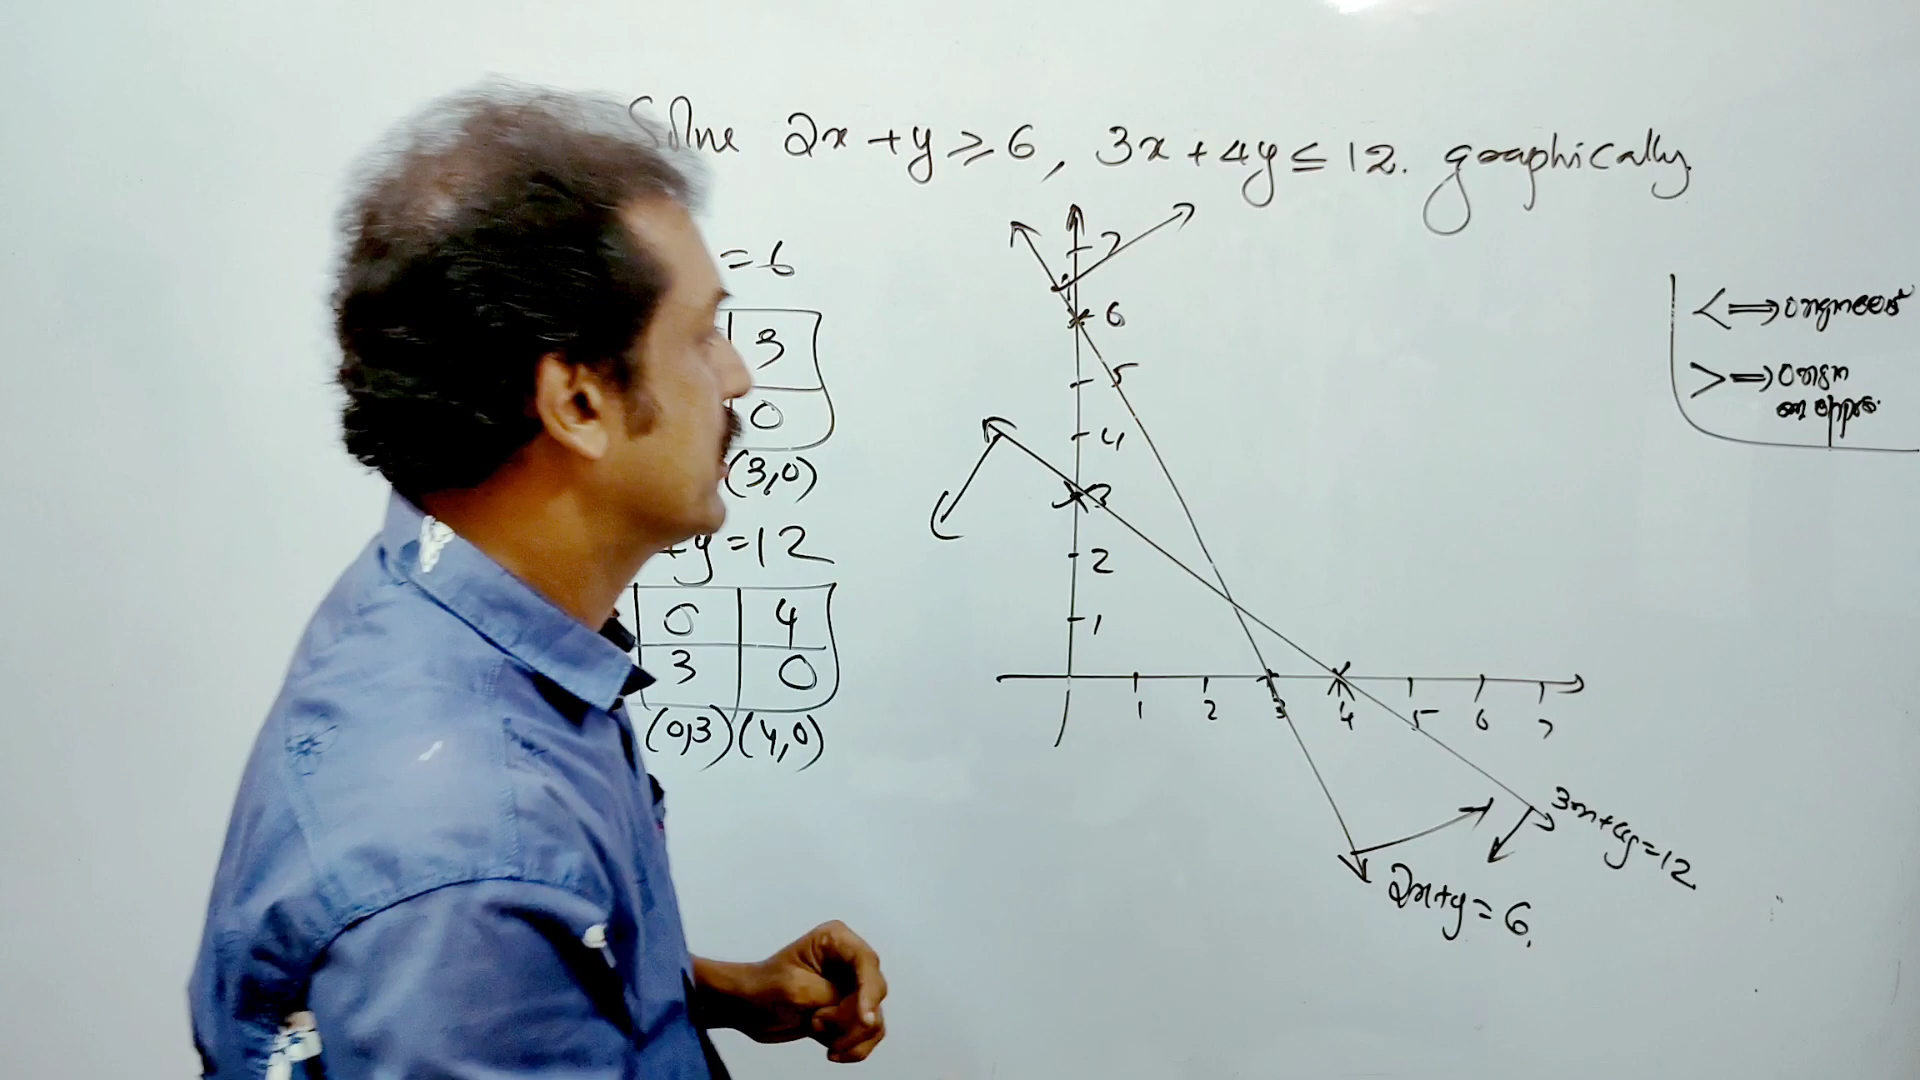 Solve 2x + y ≥ 6, 3x + 4y ≤ 12. graphically.
= 6
3
0
(3,0)
+ y = 12
0 4
3 0
(0,3) (4,0)
7
6
5
4
3
2
1
1 2 3 4 5 6 7
3x+4y=12
2x+y = 6.
< ⟹
> ⟹ Origin